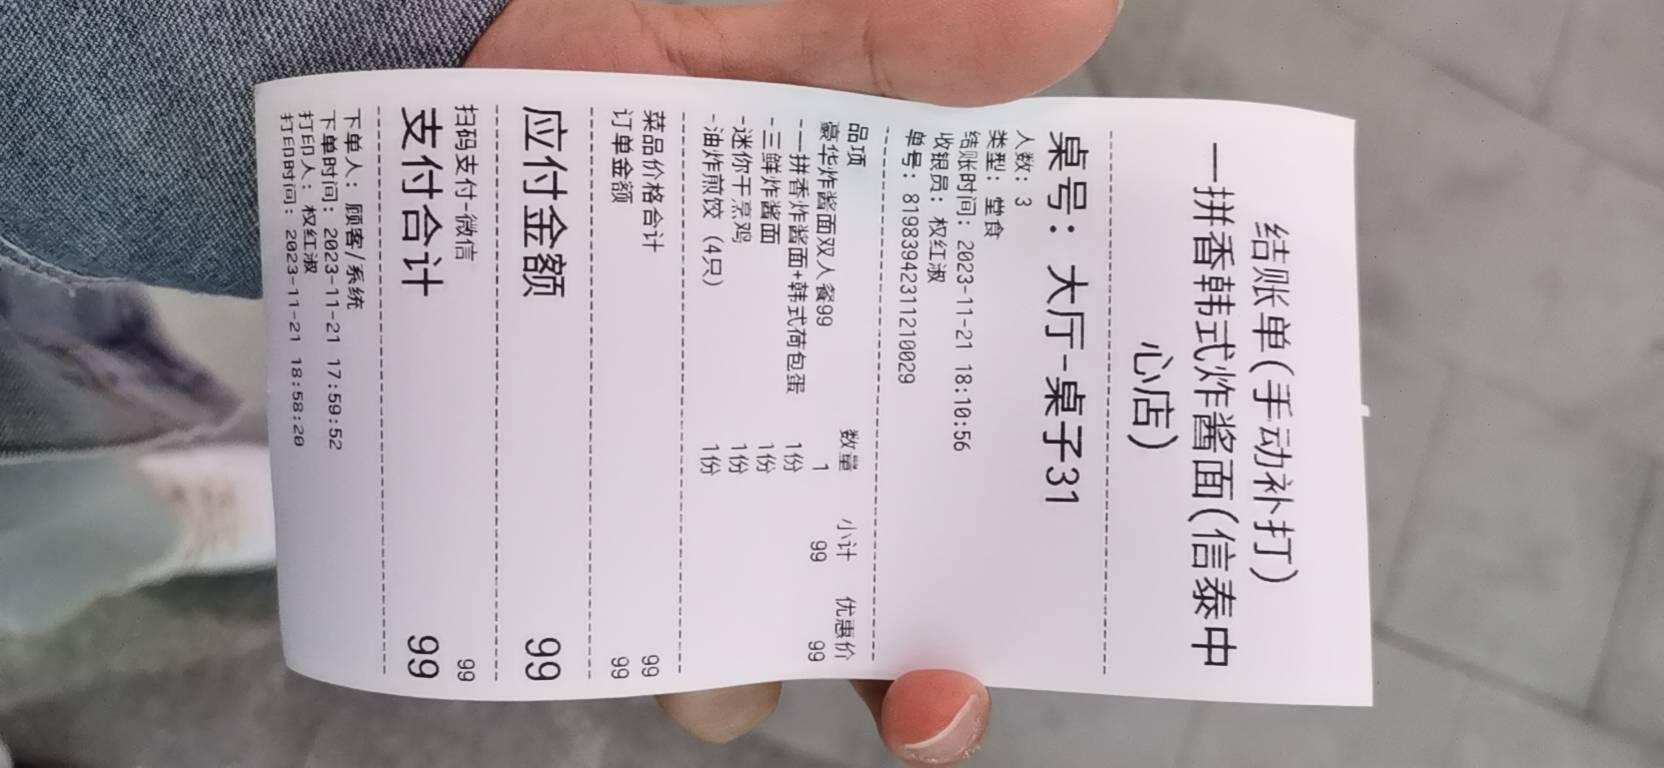 结账单(手动补打)
一拼香韩式炸酱面(信泰中
心店)
桌号：大厅-桌子31
人数：3
类型：堂食
结账时间：2023-11-21 18:10:56
收银员：权红淑
单号：819839423112110029
品项 数量 小计 优惠价
豪华炸酱面双人餐99 1 99 99
-一拼香炸酱面+韩式荷包蛋 1份
-三鲜炸酱面 1份
-迷你干烹鸡 1份
-油炸煎饺（4只） 1份
菜品价格合计 99
订单金额 99
应付金额 99
扫码支付-微信 99
支付合计 99
下单人：顾客/系统
下单时间：2023-11-21 17:59:52
打印人：权红淑
打印时间：2023-11-21 18:58:20